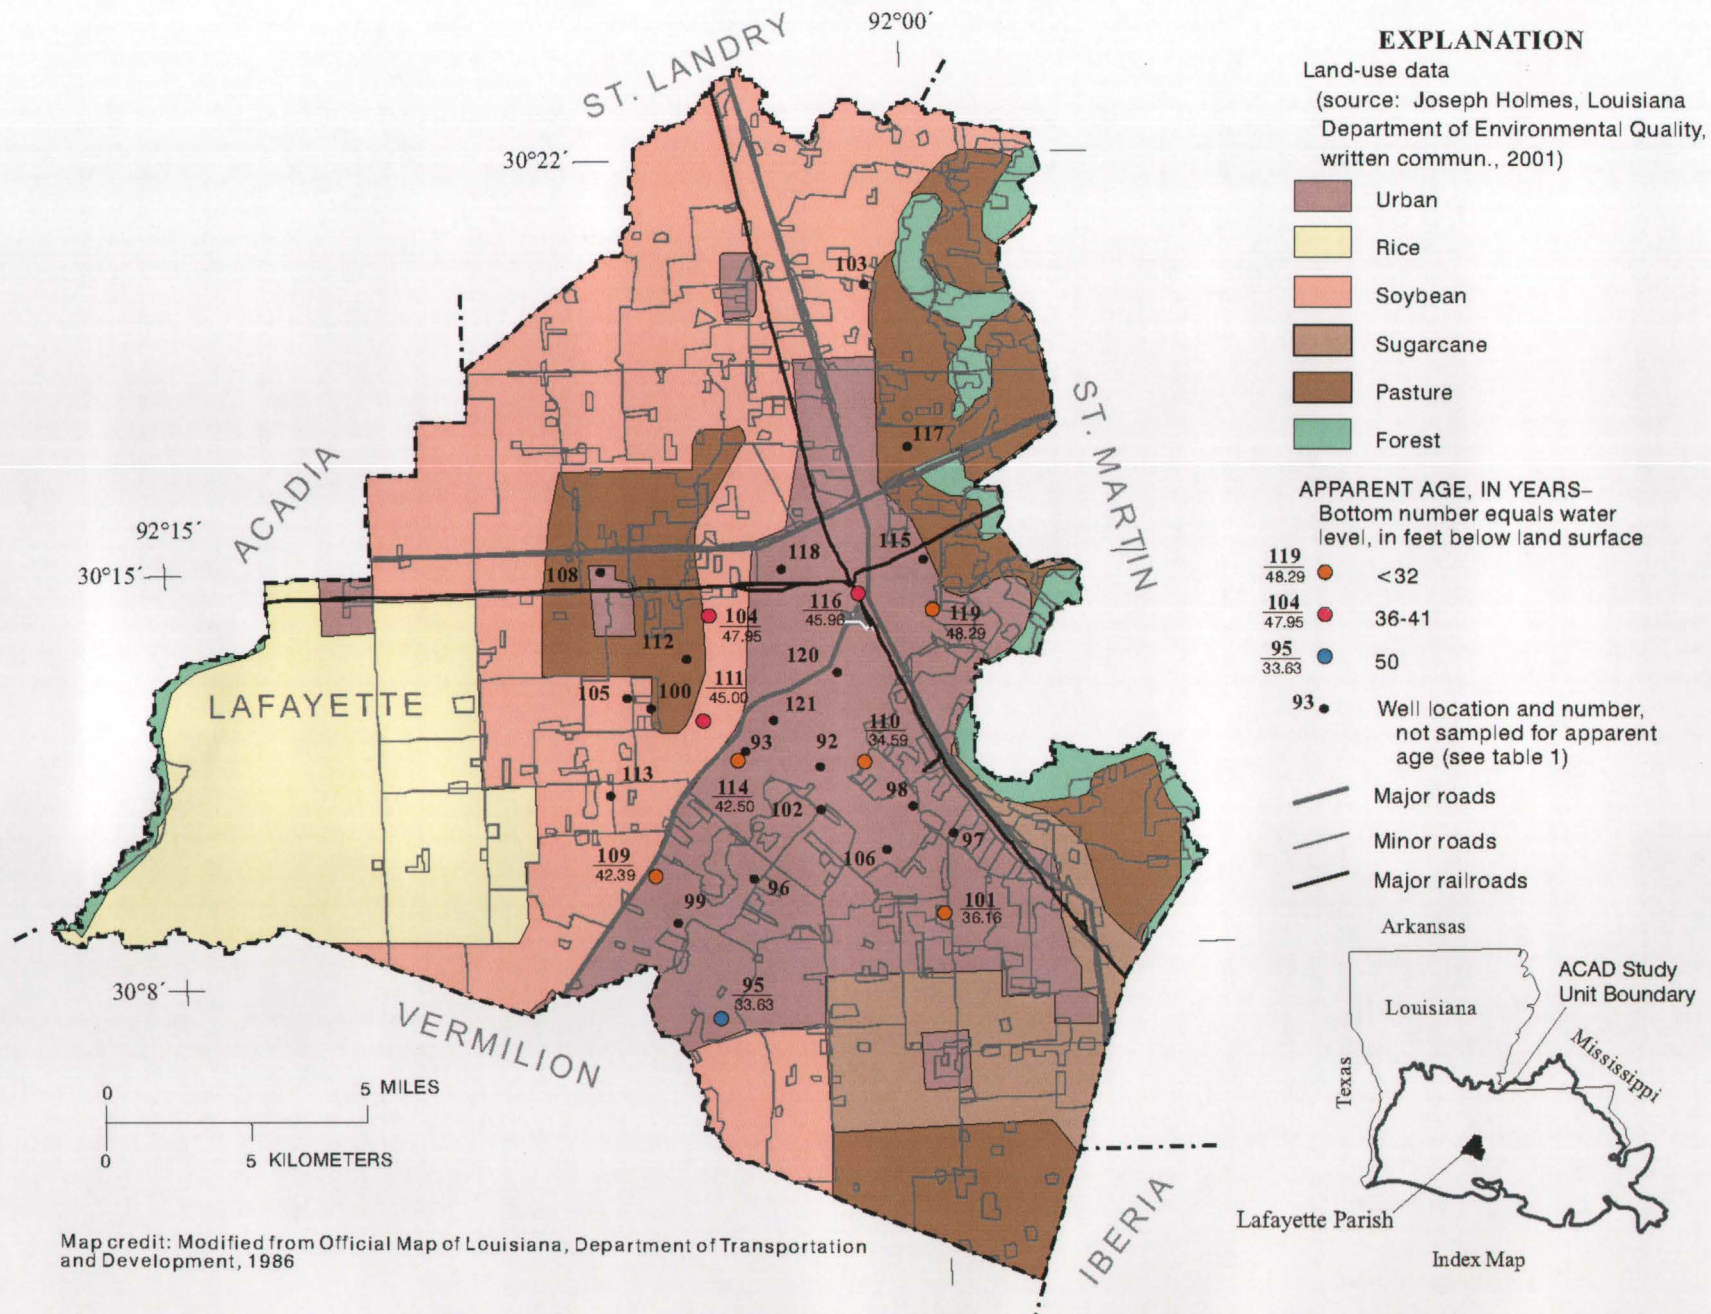 92°00′
ST. LANDRY
30°22′
103
ST. MARTIN
117
ACADIA
92°15′
30°15′
108
118
115
104
47.95
116
45.96
119
48.29
112
120
105
100
111
45.00
LAFAYETTE
121
110
34.59
93
92
113
114
42.50
98
102
97
106
109
42.39
96
99
101
36.16
95
33.63
30°8′
VERMILION
IBERIA
0 5 MILES
0 5 KILOMETERS
Map credit: Modified from Official Map of Louisiana, Department of Transportation
and Development, 1986
EXPLANATION
Land-use data
(source: Joseph Holmes, Louisiana
Department of Environmental Quality,
written commun., 2001)
Urban
Rice
Soybean
Sugarcane
Pasture
Forest
APPARENT AGE, IN YEARS–
Bottom number equals water
level, in feet below land surface
119
48.29
<32
104
47.95
36-41
95
33.63
50
93
Well location and number,
not sampled for apparent
age (see table 1)
Major roads
Minor roads
Major railroads
Arkansas
ACAD Study
Unit Boundary
Louisiana
Mississippi
Texas
Lafayette Parish
Index Map